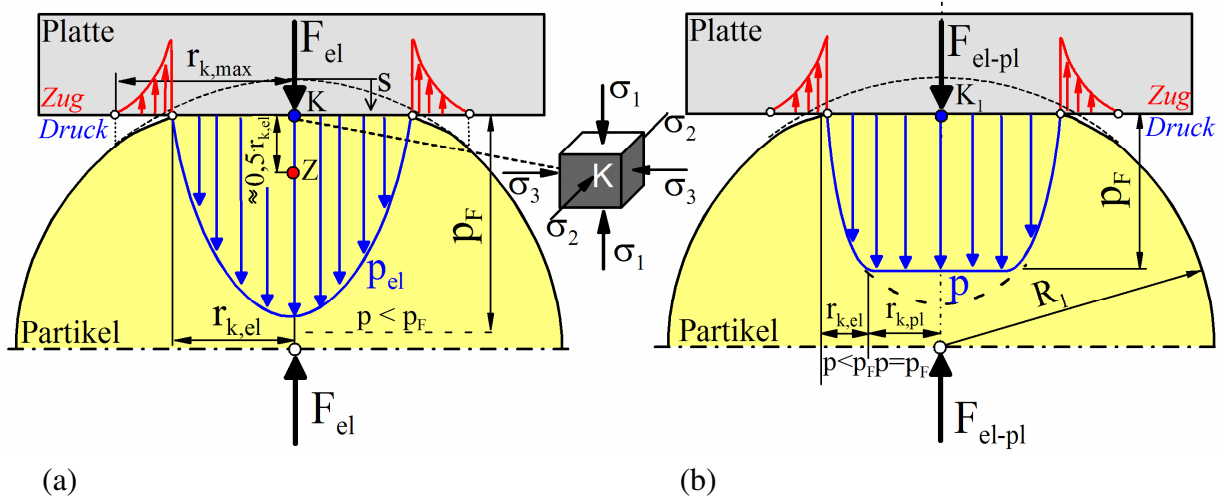 Platte
F_el
r_k,max
s
Zug
Druck
K
≈0,5·r_k,el
Z
p_F
p_el
r_k,el
p < p_F
Partikel
F_el
(a)
σ_1
σ_2
σ_3
K
σ_3
σ_2
σ_1
Platte
F_el-pl
K_1
Zug
Druck
p_F
p
R_1
r_k,el
r_k,pl
Partikel
p<p_F p=p_F
F_el-pl
(b)